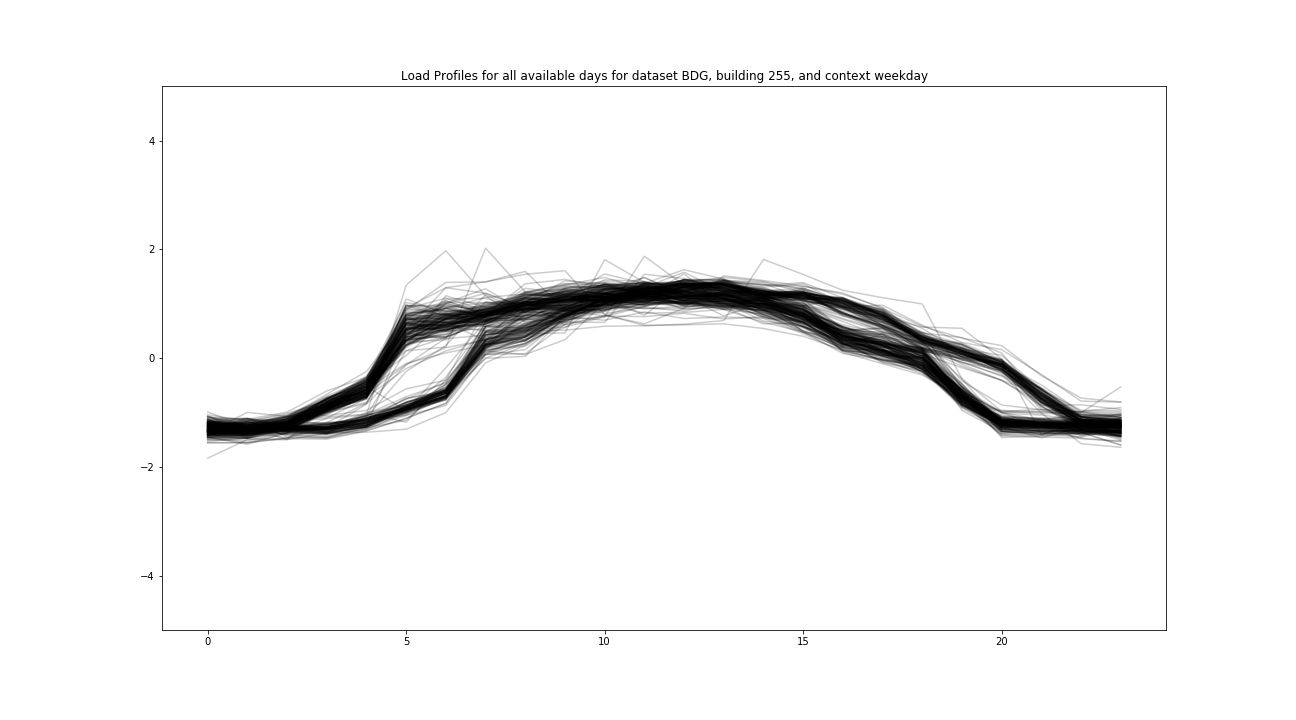 Load Profiles for all available days for dataset BDG, building 255, and context weekday
4
2
0
−2
−4
0 5 10 15 20